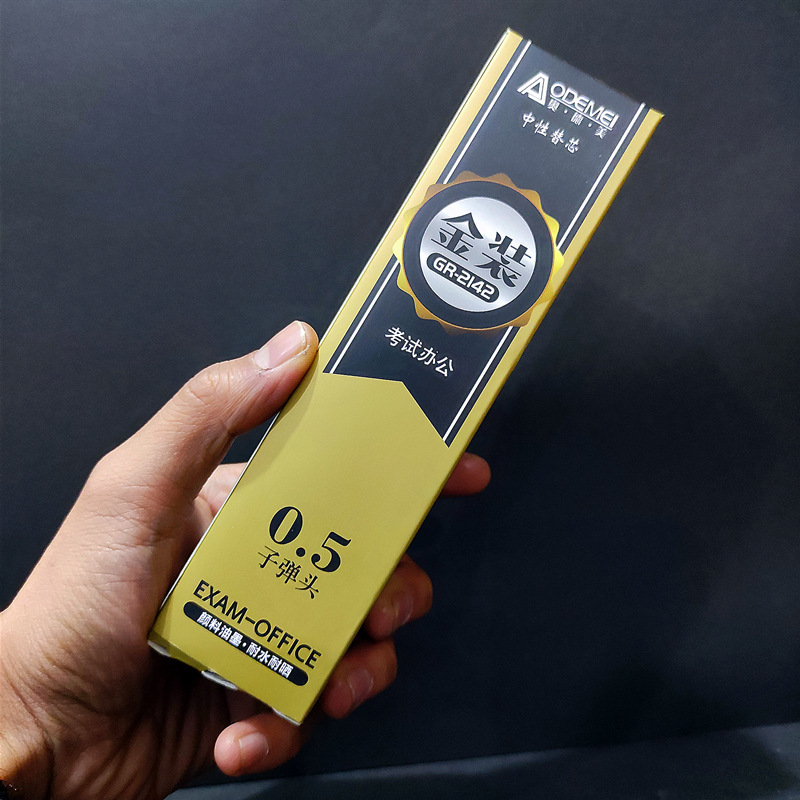 AODEMEI
奥·德·美
中性替芯
金装
GR-2142
考试办公
0.5
子弹头
EXAM-OFFICE
颜料油墨·耐水耐晒